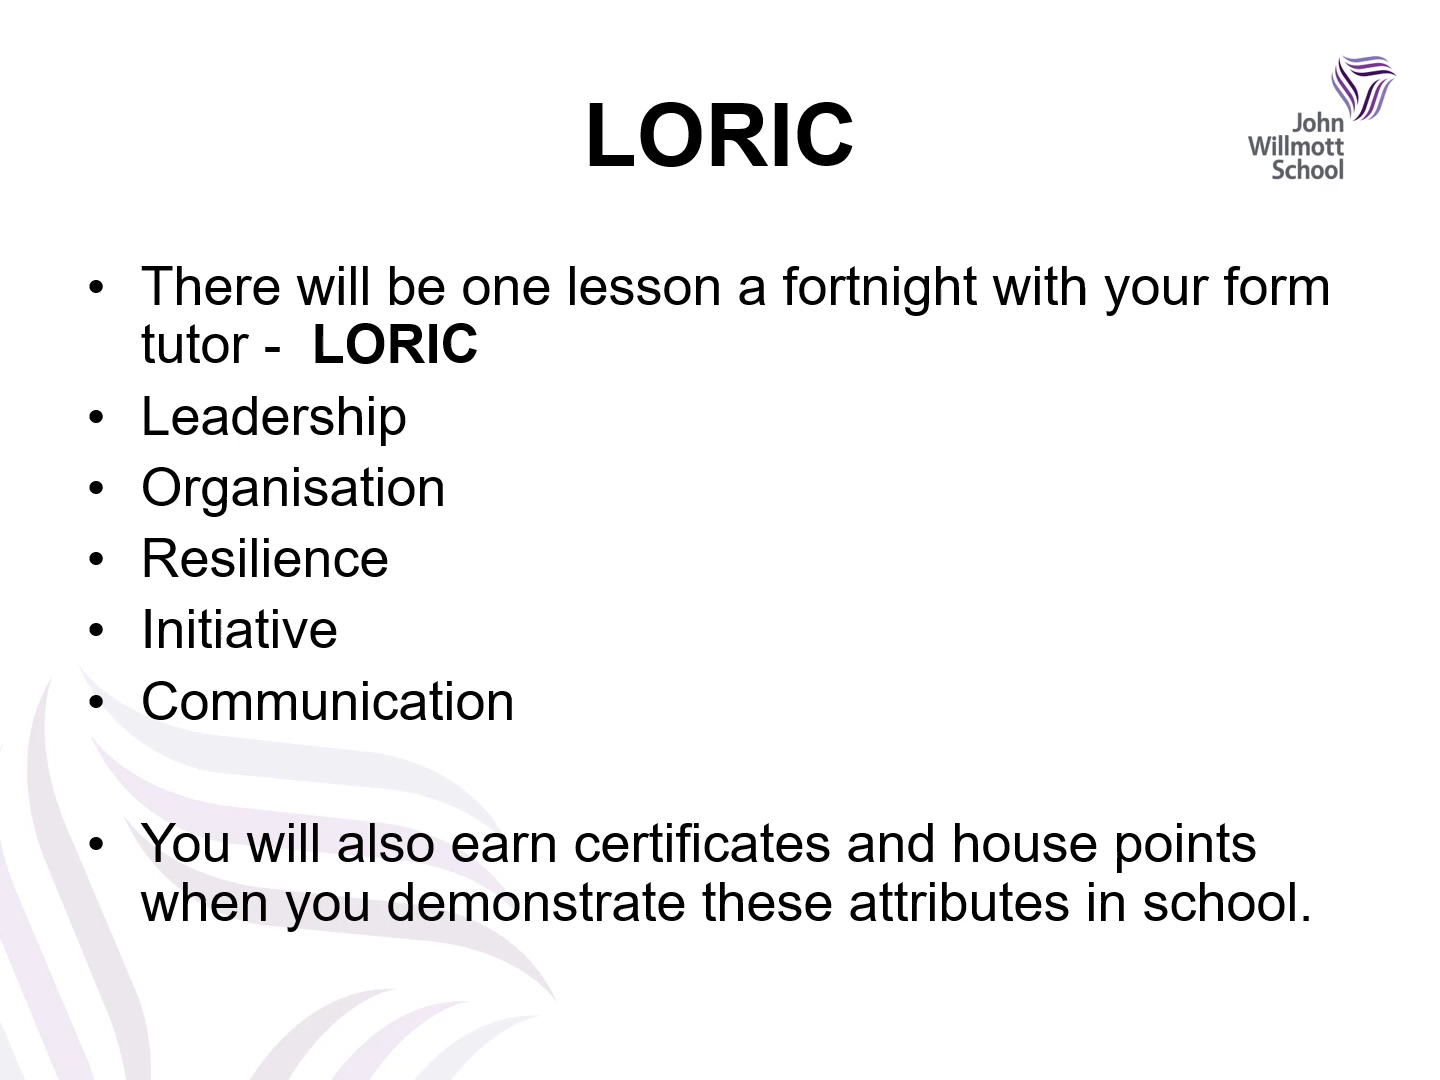 LORIC
John
Willmott
School
• There will be one lesson a fortnight with your form
tutor -  LORIC
• Leadership
• Organisation
• Resilience
• Initiative
• Communication
• You will also earn certificates and house points
when you demonstrate these attributes in school.